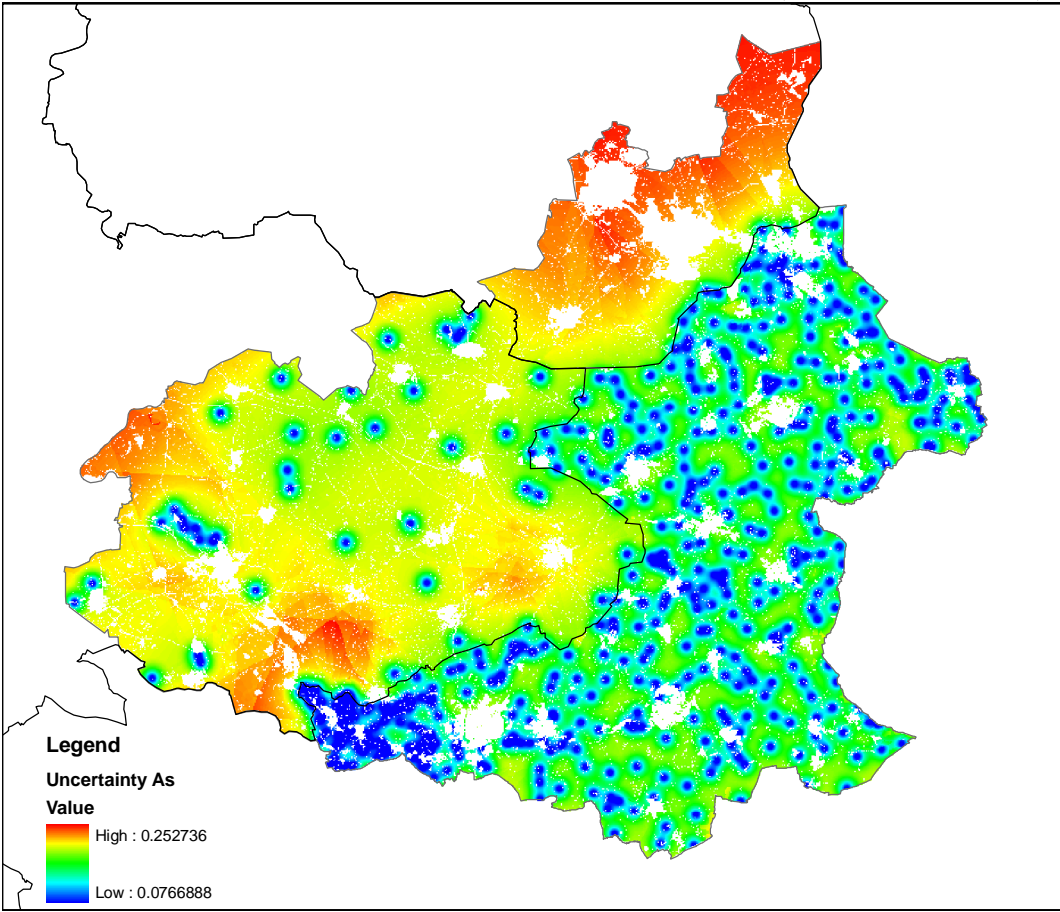 Legend
Uncertainty As
Value
High : 0.252736
Low : 0.0766888